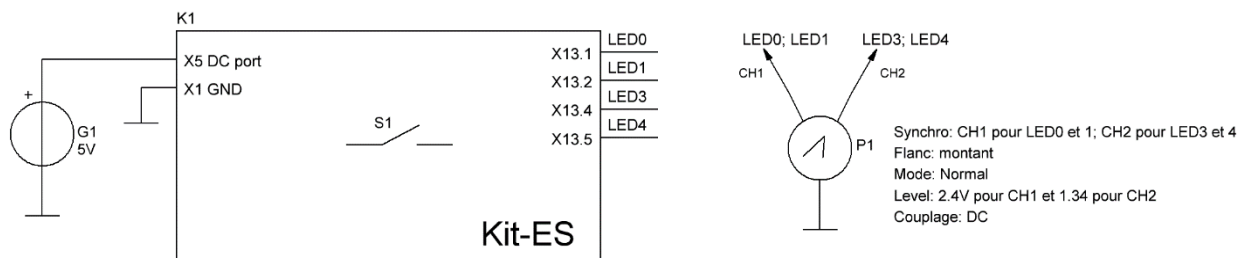 K1
X5 DC port
X1 GND
+
G1
5V
S1
Kit-ES
X13.1
LED0
X13.2
LED1
X13.4
LED3
X13.5
LED4
LED0; LED1
LED3; LED4
CH1
CH2
P1
Synchro: CH1 pour LED0 et 1; CH2 pour LED3 et 4
Flanc: montant
Mode: Normal
Level: 2.4V pour CH1 et 1.34 pour CH2
Couplage: DC